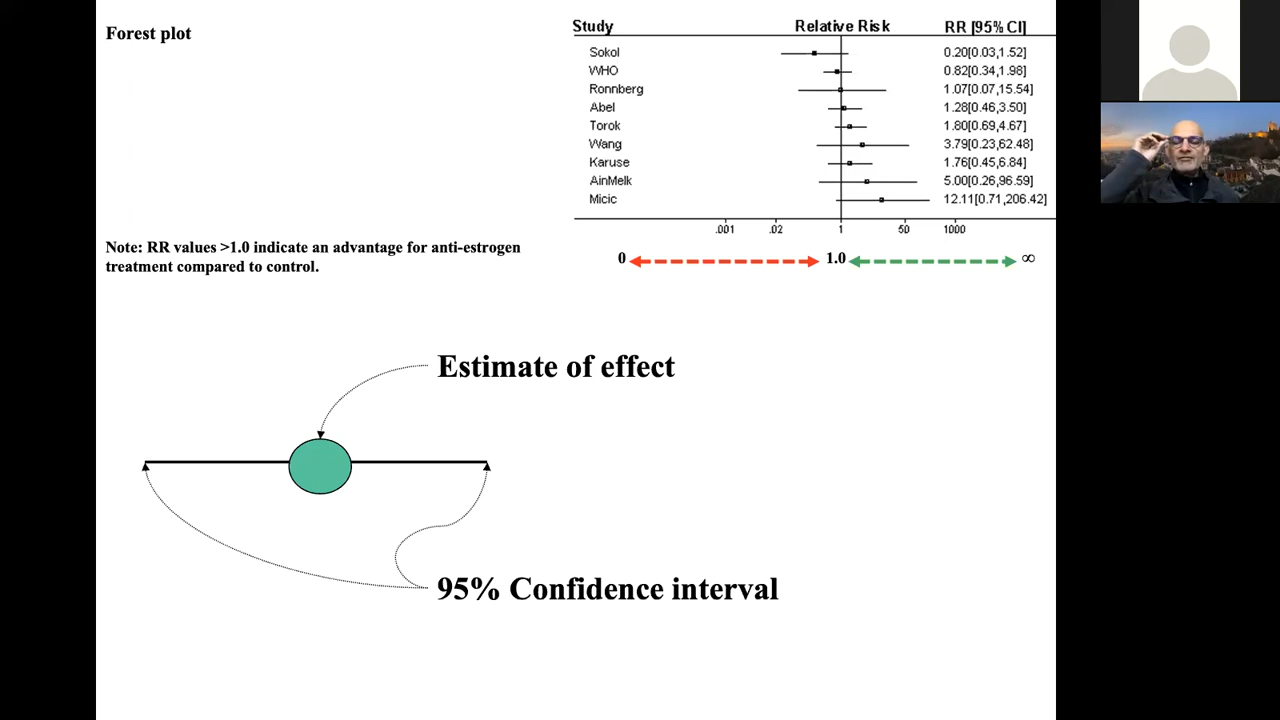 Forest plot
Study Relative Risk RR [95% CI]
Sokol 0.20[0.03,1.52]
WHO 0.82[0.34,1.98]
Ronnberg 1.07[0.07,15.54]
Abel 1.28[0.46,3.50]
Torok 1.80[0.69,4.67]
Wang 3.79[0.23,62.48]
Karuse 1.76[0.45,6.84]
AinMelk 5.00[0.26,96.59]
Micic 12.11[0.71,206.42]
.001 .02 1 50 1000
0 1.0 ∞
Note: RR values >1.0 indicate an advantage for anti-estrogen
treatment compared to control.
Estimate of effect
95% Confidence interval